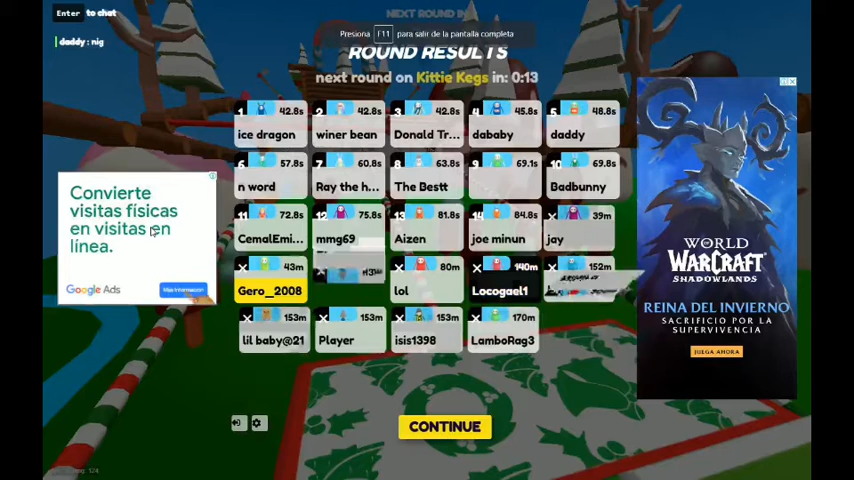 NEXT ROUND IN
Enter to chat
daddy : nig
Presiona F11 para salir de la pantalla completa
ROUND RESULTS
next round on Kittie Kegs in: 0:13
1 42.8s
ice dragon
2 42.8s
winer bean
3 42.8s
Donald Tr...
4 45.8s
dababy
5 48.8s
daddy
6 57.8s
n word
7 60.8s
Ray the h...
8 63.8s
The Bestt
9 69.1s
10 69.8s
Badbunny
11 72.8s
CemalEmi...
12 75.8s
mmg69
13 81.8s
Aizen
14 84.8s
joe minun
39m
jay
43m
Gero_2008
80m
lol
140m
Locogael1
152m
153m
lil baby@21
153m
Player
153m
isis1398
170m
LamboRag3
CONTINUE
Convierte
visitas físicas
en visitas en
línea.
Google Ads
Más información
WORLD
WARCRAFT
SHADOWLANDS
REINA DEL INVIERNO
SACRIFICIO POR LA
SUPERVIVENCIA
JUEGA AHORA